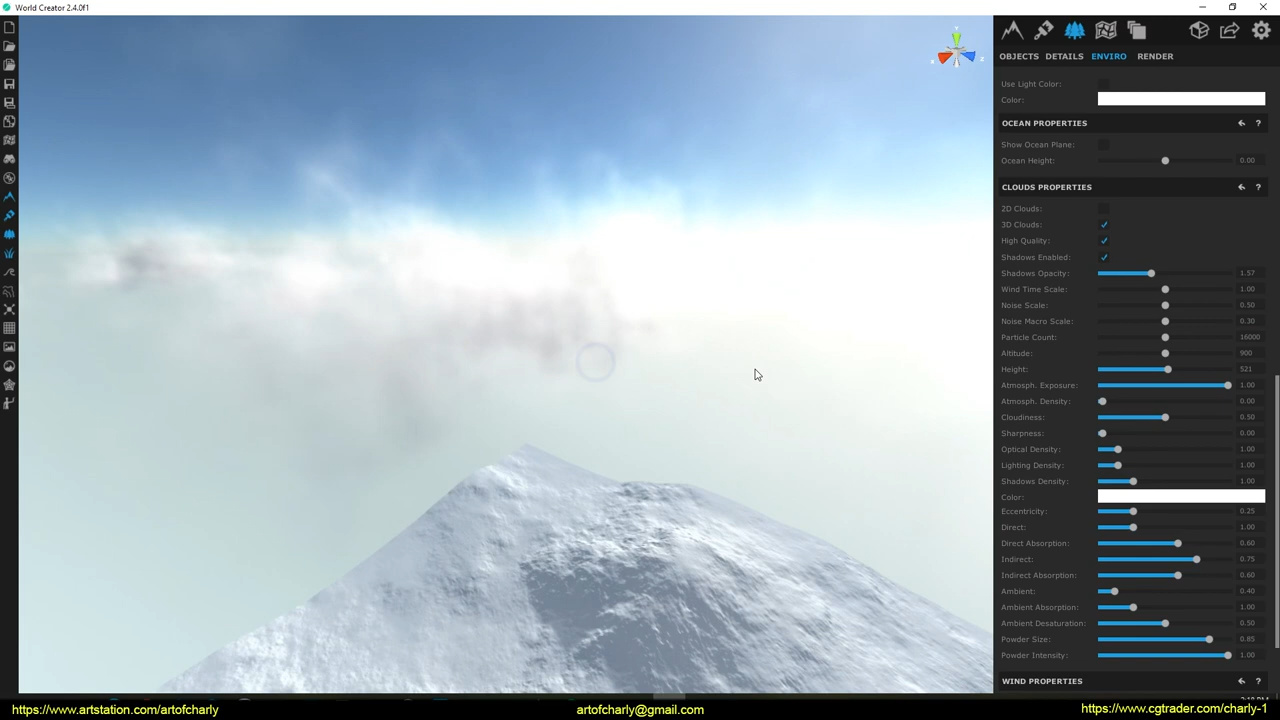 World Creator 2.4.0f1
OBJECTS DETAILS ENVIRO RENDER
Use Light Color:
Color:
OCEAN PROPERTIES ?
Show Ocean Plane:
Ocean Height: 0.00
CLOUDS PROPERTIES ?
2D Clouds:
3D Clouds:
High Quality:
Shadows Enabled:
Shadows Opacity: 1.57
Wind Time Scale: 1.00
Noise Scale: 0.50
Noise Macro Scale: 0.30
Particle Count: 16000
Altitude: 900
Height: 521
Atmosph. Exposure: 1.00
Atmosph. Density: 0.00
Cloudiness: 0.50
Sharpness: 0.00
Optical Density: 1.00
Lighting Density: 1.00
Shadows Density: 1.00
Color:
Eccentricity: 0.25
Direct: 1.00
Direct Absorption: 0.60
Indirect: 0.75
Indirect Absorption: 0.60
Ambient: 0.40
Ambient Absorption: 1.00
Ambient Desaturation: 0.50
Powder Size: 0.85
Powder Intensity: 1.00
WIND PROPERTIES ?
https://www.artstation.com/artofcharly artofcharly@gmail.com https://www.cgtrader.com/charly-1